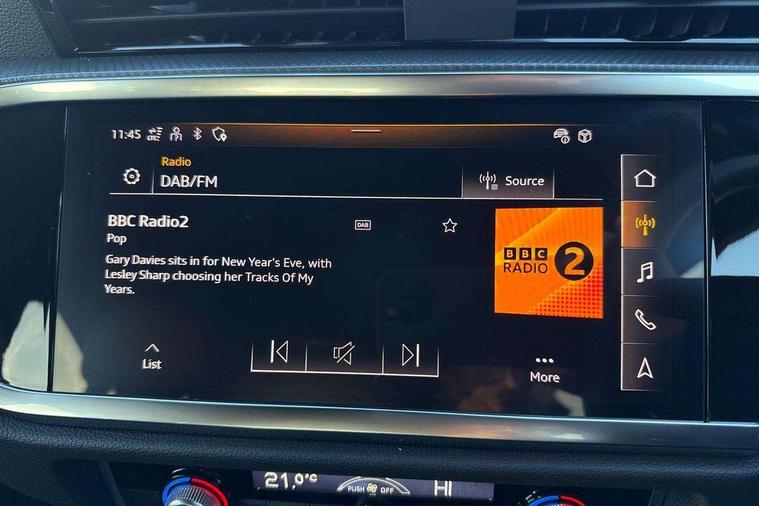 11:45
Radio
DAB/FM
Source
BBC Radio2
DAB
Pop
Gary Davies sits in for New Year's Eve, with
Lesley Sharp choosing her Tracks Of My
Years.
BBC
RADIO 2
List
More
21,0°C
PUSH OFF
HI